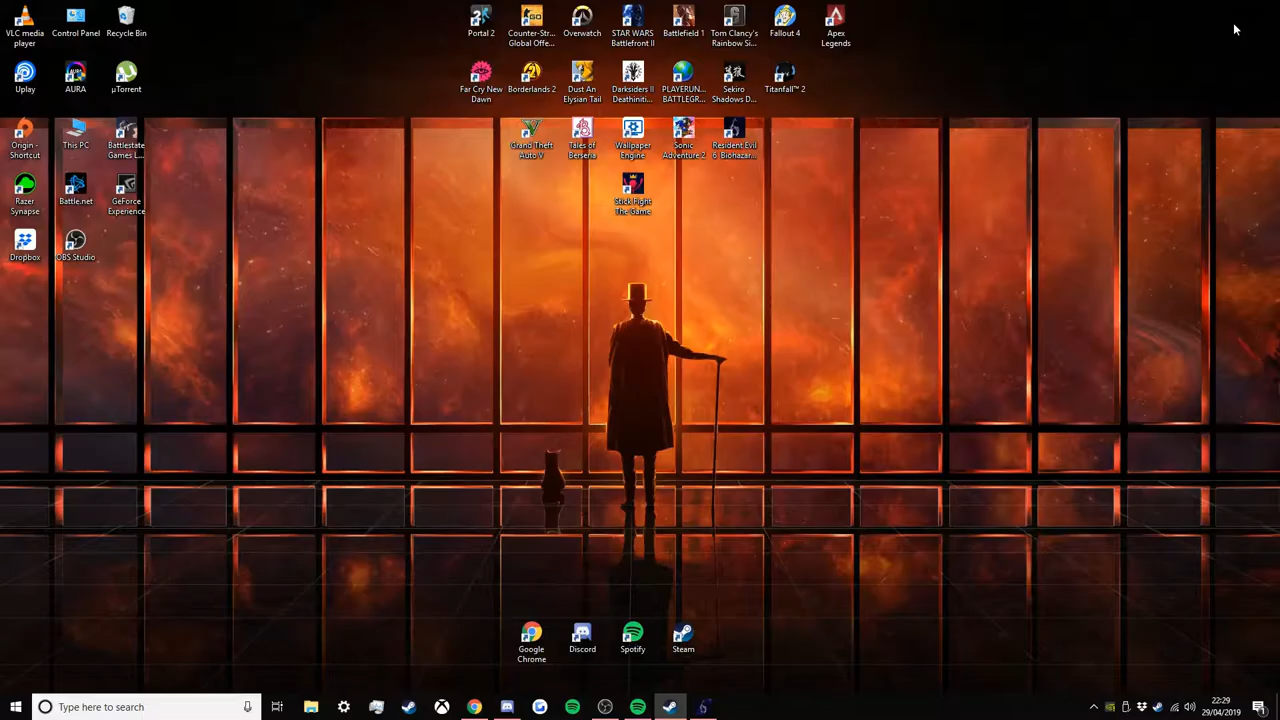 VLC media
player
Control Panel
Recycle Bin
Portal 2
Counter-Str...
Global Offe...
Overwatch
STAR WARS
Battlefront II
Battlefield 1
Tom Clancy's
Rainbow Si...
Fallout 4
Apex
Legends
Uplay
AURA
µTorrent
Far Cry New
Dawn
Borderlands 2
Dust An
Elysian Tail
Darksiders II
Deathiniti...
PLAYERUN...
BATTLEGR...
Sekiro
Shadows D...
Titanfall™ 2
Origin -
Shortcut
This PC
Battlestate
Games L...
Grand Theft
Auto V
Tales of
Berseria
Wallpaper
Engine
Sonic
Adventure 2
Resident Evil
6 Biohazar...
Razer
Synapse
Battle.net
GeForce
Experience
Stick Fight
The Game
Dropbox
OBS Studio
Google
Chrome
Discord
Spotify
Steam
Type here to search
22:29
29/04/2019